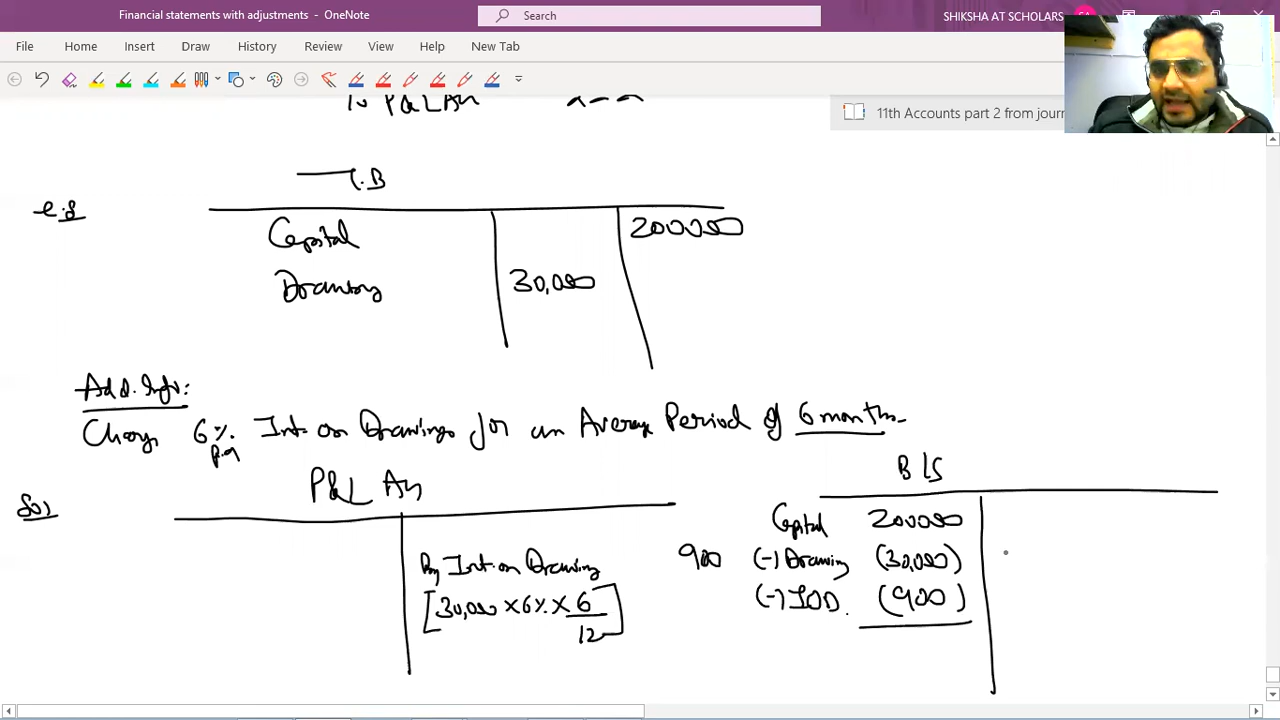 Financial statements with adjustments - OneNote
Search
SHIKSHA AT SCHOLARS
File Home Insert Draw History Review View Help New Tab
To P&L A/c
11th Accounts part 2 from jour
T.B
e.g
Capital 200000
Drawing 30,000
Add. Info:
Charge 6% Int. on Drawings for an Average Period of 6 months.
p.a
P&L A/c
B/S
Sol
Capital 200000
By Int. on Drawing 900
(-) Drawing (30,000)
[30,000 × 6% × 6/12]
(-) IOD. (900)